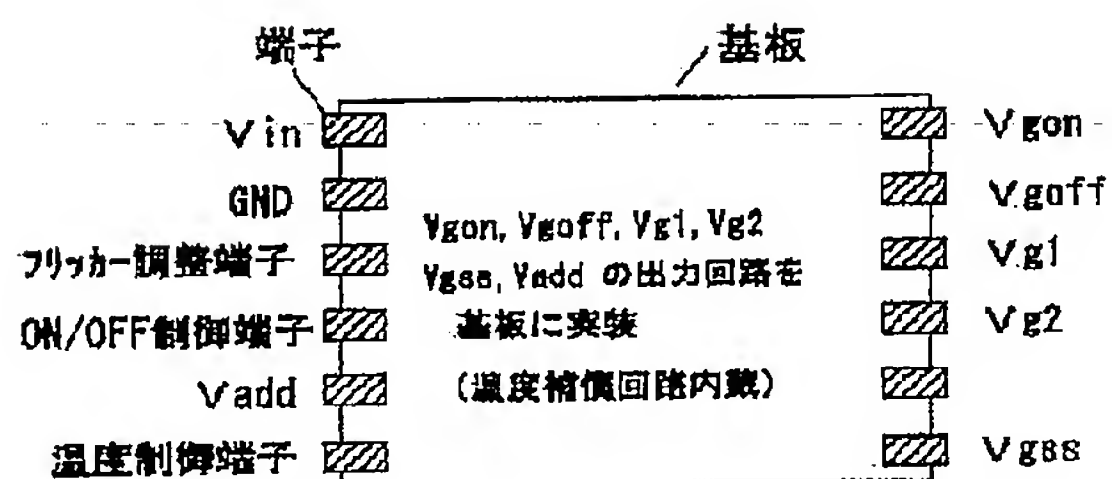 端子
基板
Vin
Vgon
GND
Vgoff
Vgon, Vgoff, Vg1, Vg2
フリッカー調整端子
Vg1
Vgss, Vadd の出力回路を
ON/OFF制御端子
基板に実装
Vg2
Vadd
(温度補償回路内蔵)
温度制御端子
Vgss